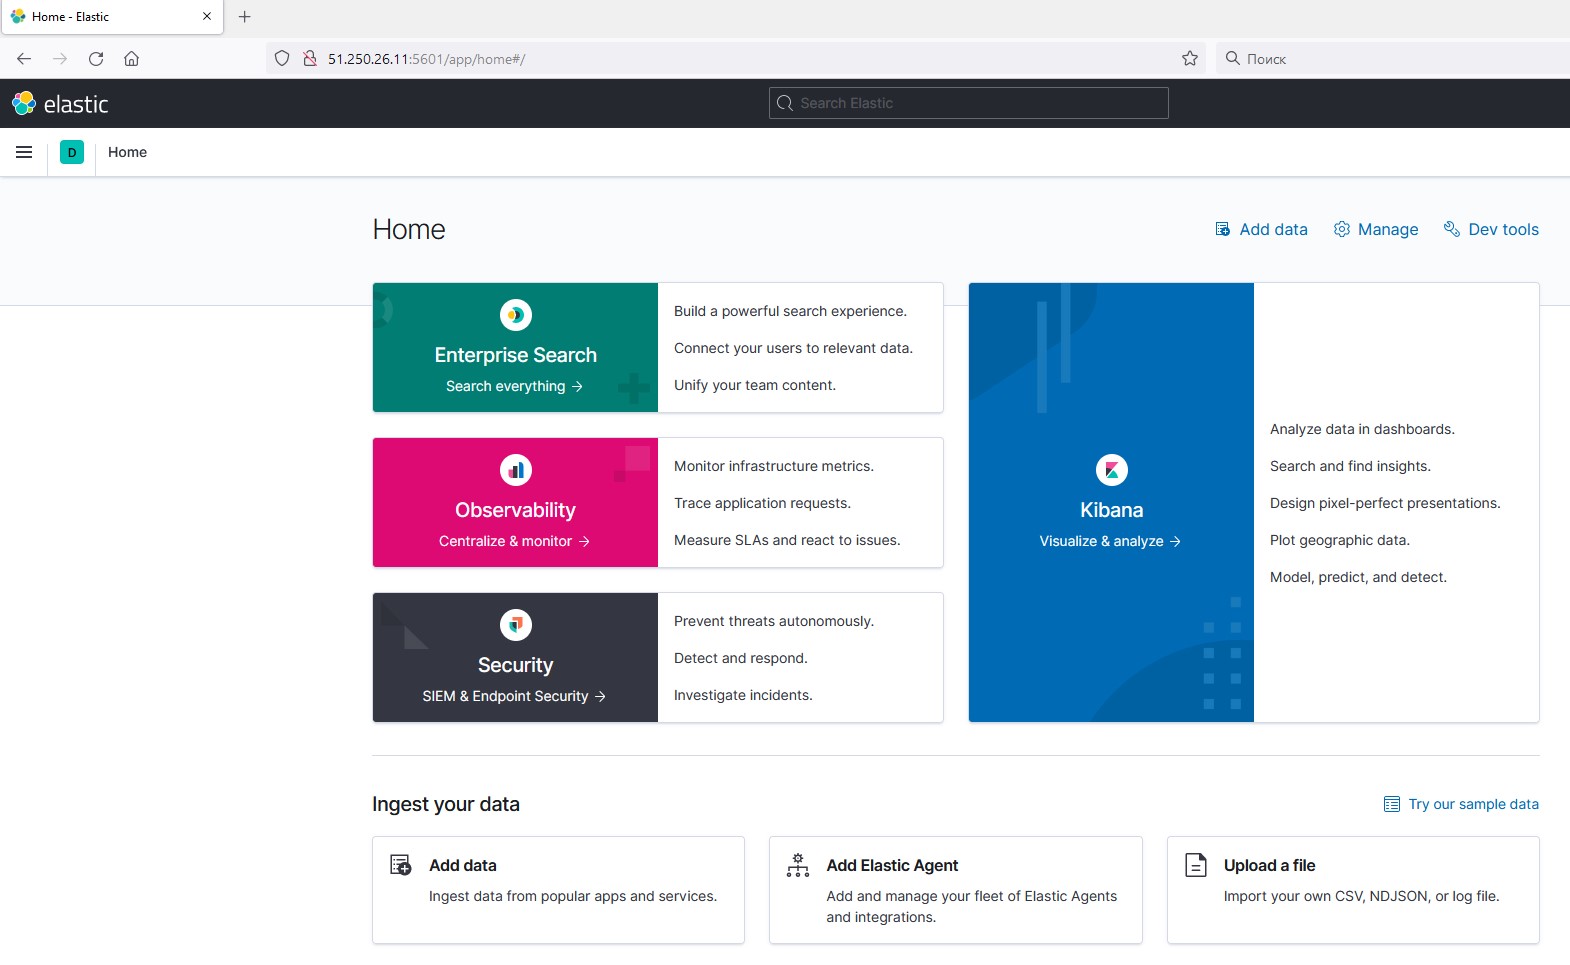 Home - Elastic
51.250.26.11:5601/app/home#/
Поиск
elastic
Search Elastic
D
Home
Home
Add data
Manage
Dev tools
Enterprise Search
Search everything →
Build a powerful search experience.
Connect your users to relevant data.
Unify your team content.
Observability
Centralize & monitor →
Monitor infrastructure metrics.
Trace application requests.
Measure SLAs and react to issues.
Security
SIEM & Endpoint Security →
Prevent threats autonomously.
Detect and respond.
Investigate incidents.
Kibana
Visualize & analyze →
Analyze data in dashboards.
Search and find insights.
Design pixel-perfect presentations.
Plot geographic data.
Model, predict, and detect.
Ingest your data
Try our sample data
Add data
Ingest data from popular apps and services.
Add Elastic Agent
Add and manage your fleet of Elastic Agents
and integrations.
Upload a file
Import your own CSV, NDJSON, or log file.